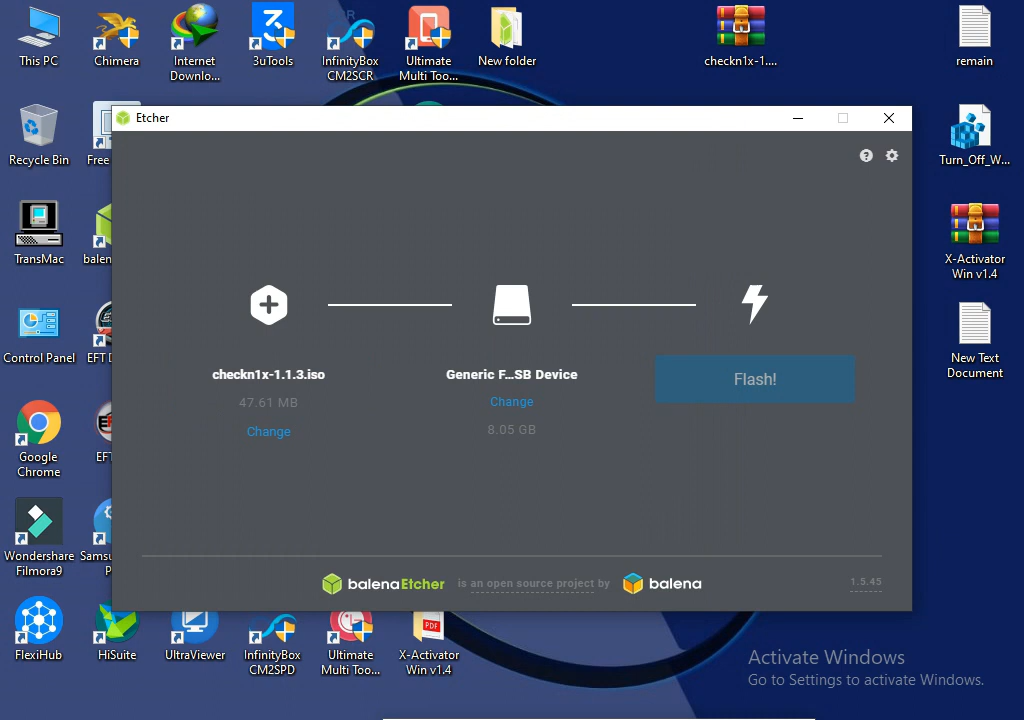 This PC
Chimera
Internet
Downlo...
3uTools
InfinityBox
CM2SCR
Ultimate
Multi Too...
New folder
checkn1x-1....
remain
Etcher
Recycle Bin
Free
Turn_Off_W...
TransMac
balen
X-Activator
Win v1.4
checkn1x-1.1.3.iso
47.61 MB
Change
Generic F...SB Device
Change
8.05 GB
Flash!
Control Panel
EFT D
New Text
Document
Google
Chrome
EFT
Wondershare
Filmora9
Sams
P
balenaEtcher is an open source project by balena
1.5.45
FlexiHub
HiSuite
UltraViewer
InfinityBox
CM2SPD
Ultimate
Multi Too...
PDF
X-Activator
Win v1.4
Activate Windows
Go to Settings to activate Windows.